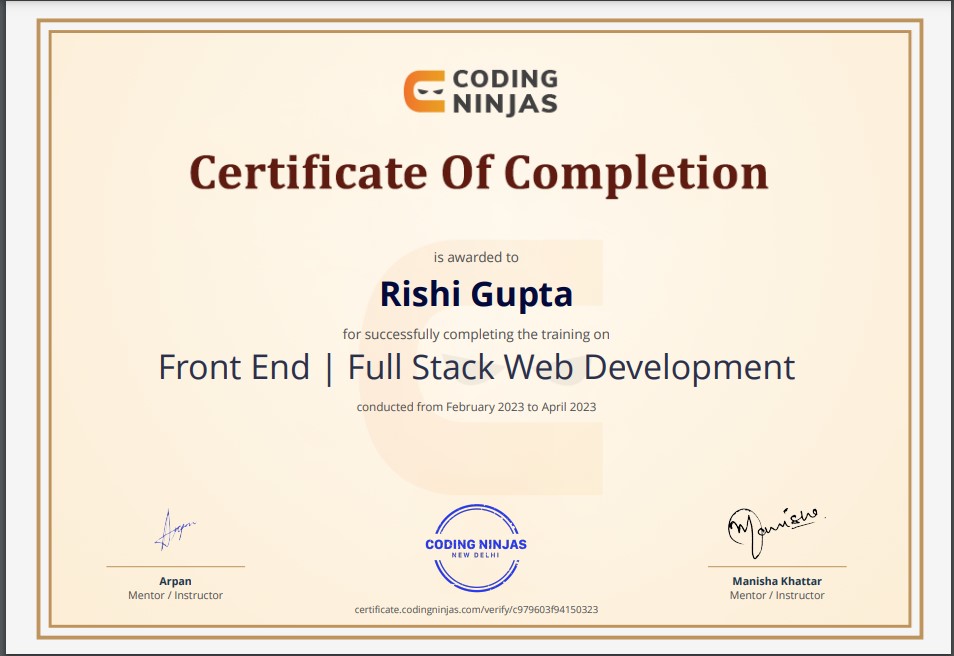 CODING
NINJAS
Certificate Of Completion
is awarded to
Rishi Gupta
for successfully completing the training on
Front End | Full Stack Web Development
conducted from February 2023 to April 2023
Arpan
Manisha
CODING NINJAS
NEW DELHI
Arpan
Mentor / Instructor
Manisha Khattar
Mentor / Instructor
certificate.codingninjas.com/verify/c979603f94150323